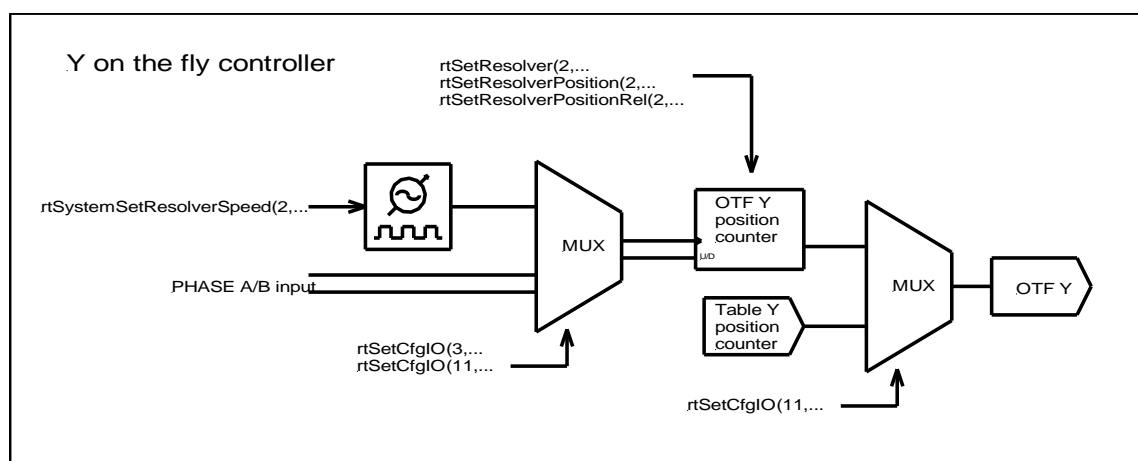 Y on the fly controller
rtSetResolver(2,...
rtSetResolverPosition(2,...
rtSetResolverPositionRel(2,...
rtSystemSetResolverSpeed(2,...
PHASE A/B input
MUX
rtSetCfgIO(3,...
rtSetCfgIO(11,...
OTF Y
position
counter
U/D
Table Y
position
counter
MUX
OTF Y
rtSetCfgIO(11,...